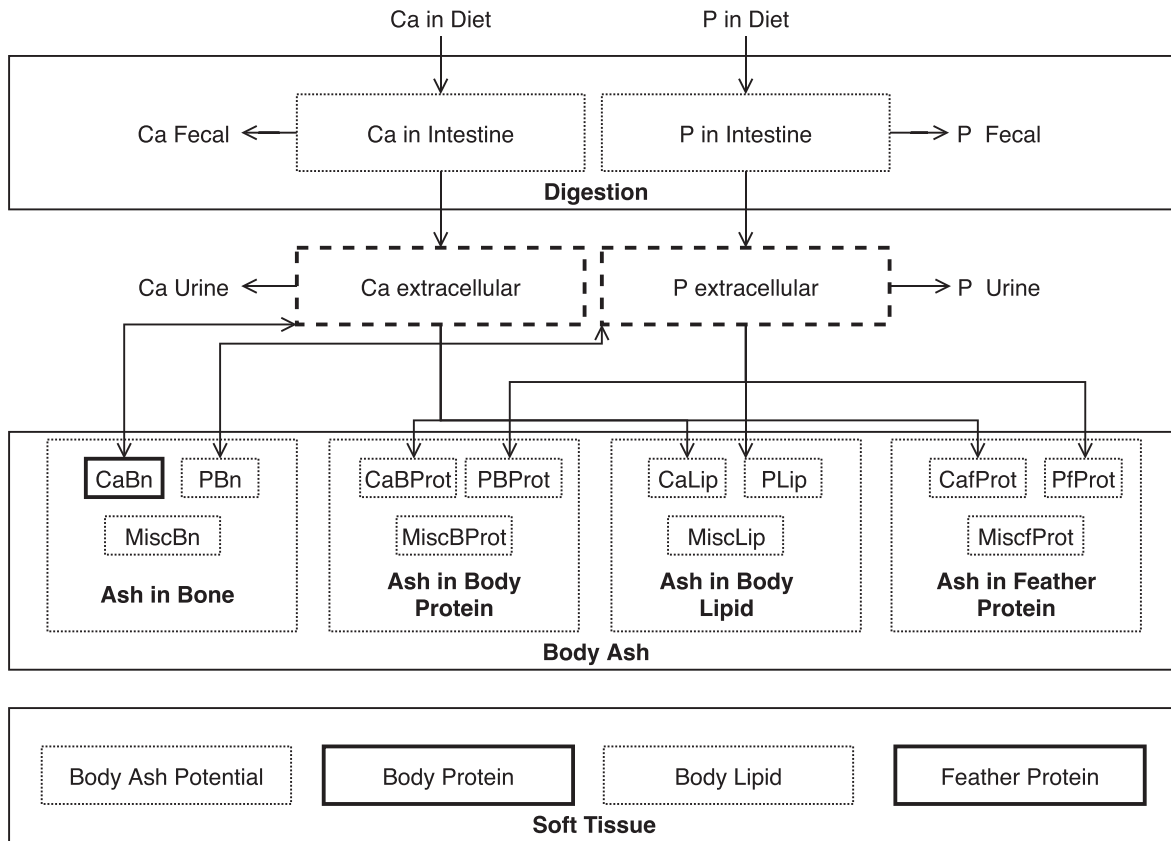 Ca in Diet
P in Diet
Ca Fecal
Ca in Intestine
P in Intestine
P Fecal
Digestion
Ca Urine
Ca extracellular
P extracellular
P Urine
CaBn
PBn
CaBProt
PBProt
CaLip
PLip
CafProt
PfProt
MiscBn
MiscBProt
MiscLip
MiscfProt
Ash in Bone
Ash in Body
Protein
Ash in Body
Lipid
Ash in Feather
Protein
Body Ash
Body Ash Potential
Body Protein
Body Lipid
Feather Protein
Soft Tissue